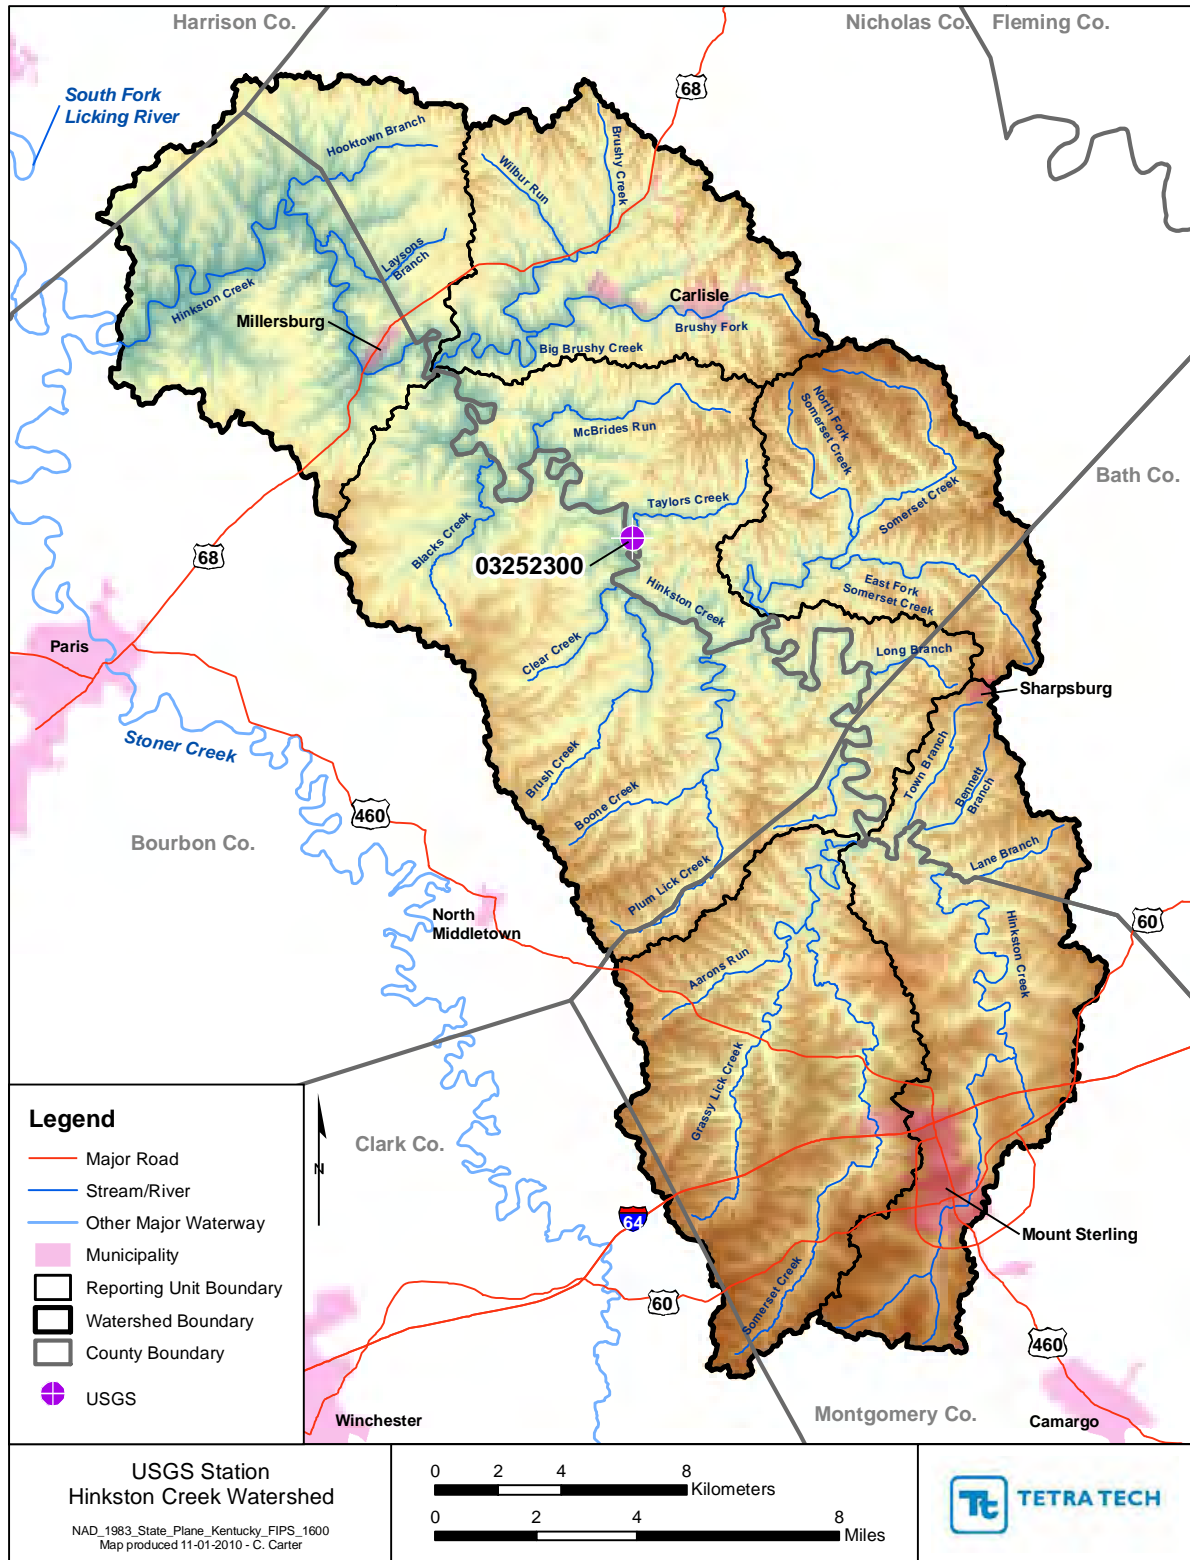 Harrison Co.
Nicholas Co.
Fleming Co.
South Fork
Licking River
68
Hooktown Branch
Wilbur Run
Brushy Creek
Laysons
Branch
Hinkston Creek
Millersburg
Carlisle
Brushy Fork
Big Brushy Creek
McBrides Run
North Fork
Somerset Creek
Bath Co.
Taylors Creek
Somerset Creek
Blacks Creek
68
03252300
Hinkston Creek
East Fork
Somerset Creek
Paris
Clear Creek
Long Branch
Sharpsburg
Stoner Creek
Town Branch
Bennett
Branch
Brush Creek
Boone Creek
460
Bourbon Co.
Lane Branch
Plum Lick Creek
North
Middletown
Hinkston Creek
60
Aarons Run
Grassy Lick Creek
Legend
Major Road
Stream/River
Other Major Waterway
Municipality
Reporting Unit Boundary
Watershed Boundary
County Boundary
USGS
N
Clark Co.
64
60
Mount Sterling
Somerset Creek
460
Montgomery Co.
Camargo
Winchester
USGS Station
Hinkston Creek Watershed
NAD_1983_State_Plane_Kentucky_FIPS_1600
Map produced 11-01-2010 - C. Carter
0 2 4 8
Kilometers
0 2 4 8
Miles
Tt TETRA TECH